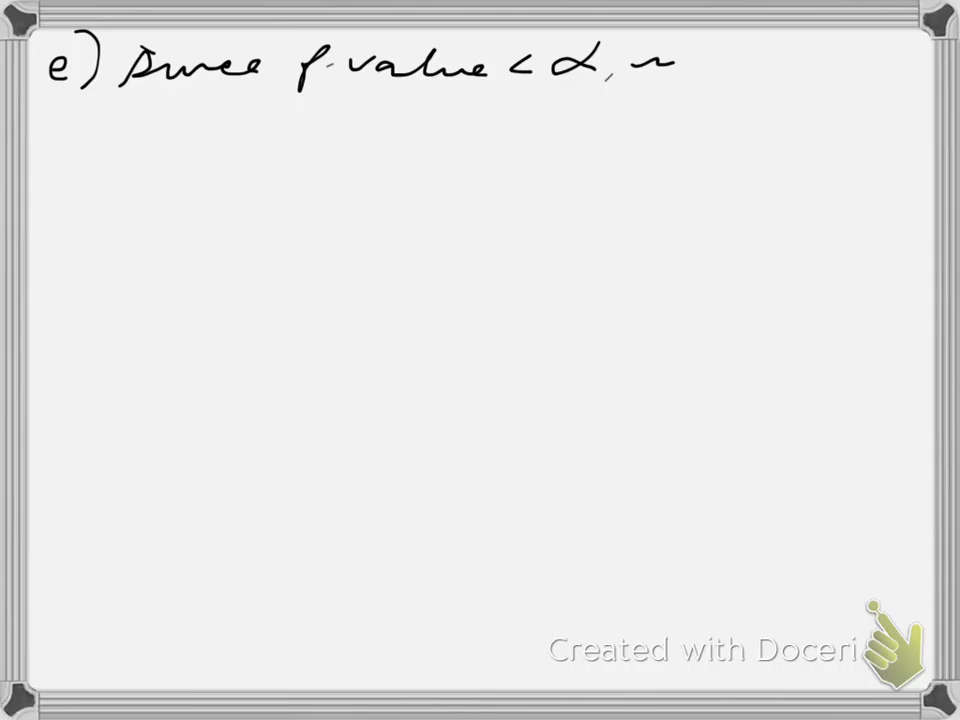 e) Since p-value < α,
Created with Doceri